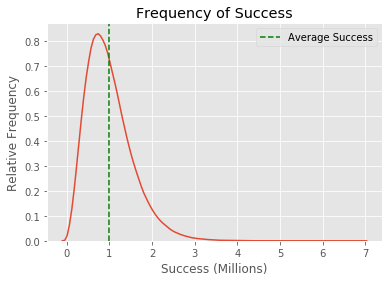 Frequency of Success
Average Success
Relative Frequency
0.8
0.7
0.6
0.5
0.4
0.3
0.2
0.1
0.0
0 1 2 3 4 5 6 7
Success (Millions)